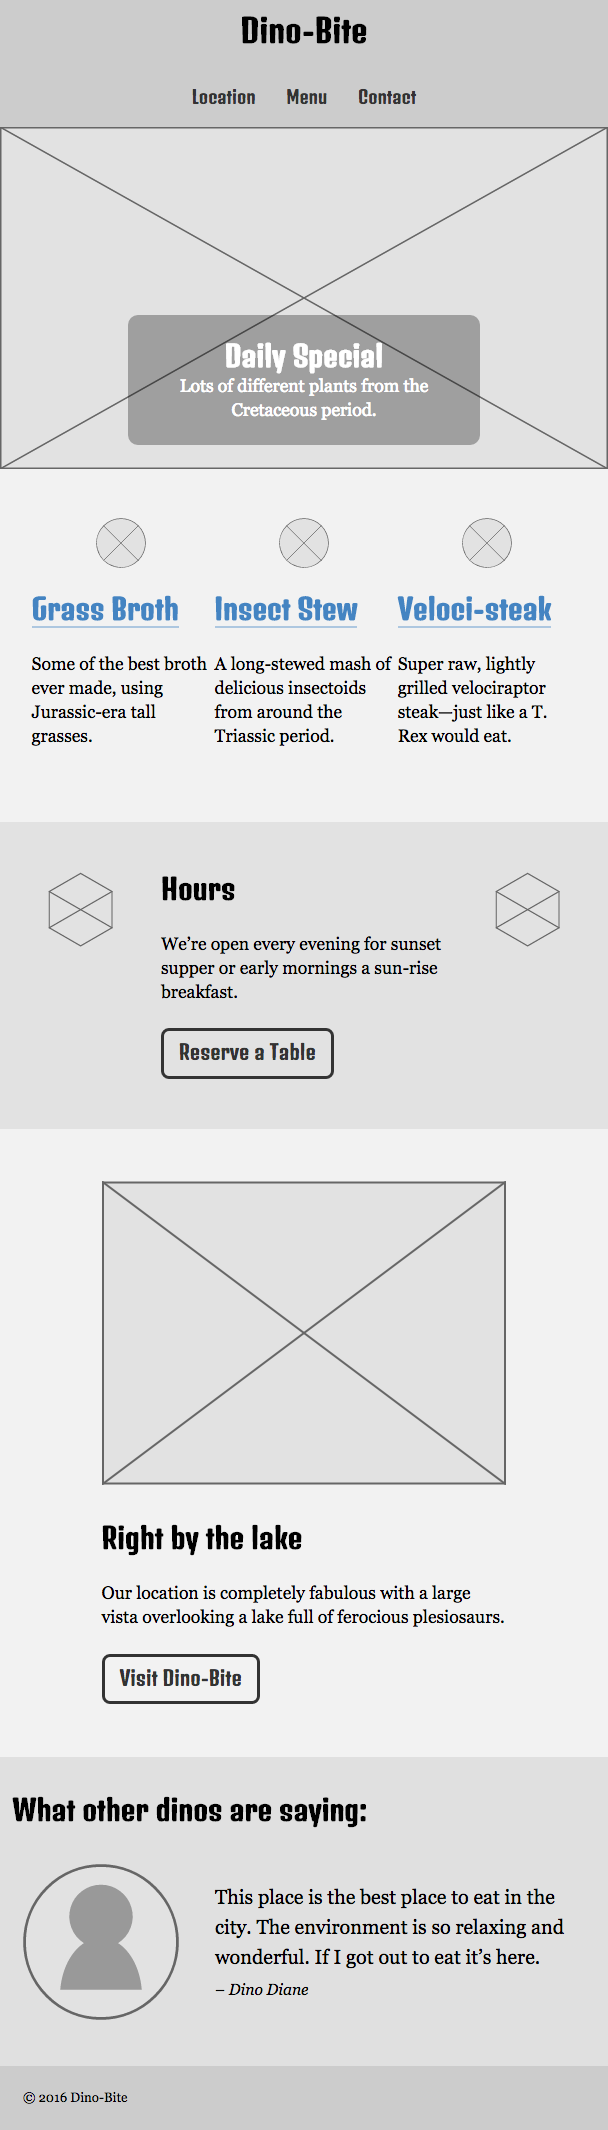 Dino-Bite
Location Menu Contact
Daily Special
Lots of different plants from the
Cretaceous period.
Grass Broth
Some of the best broth
ever made, using
Jurassic-era tall
grasses.
Insect Stew
A long-stewed mash of
delicious insectoids
from around the
Triassic period.
Veloci-steak
Super raw, lightly
grilled velociraptor
steak—just like a T.
Rex would eat.
Hours
We’re open every evening for sunset
supper or early mornings a sun-rise
breakfast.
Reserve a Table
Right by the lake
Our location is completely fabulous with a large
vista overlooking a lake full of ferocious plesiosaurs.
Visit Dino-Bite
What other dinos are saying:
This place is the best place to eat in the
city. The environment is so relaxing and
wonderful. If I got out to eat it’s here.
– Dino Diane
© 2016 Dino-Bite